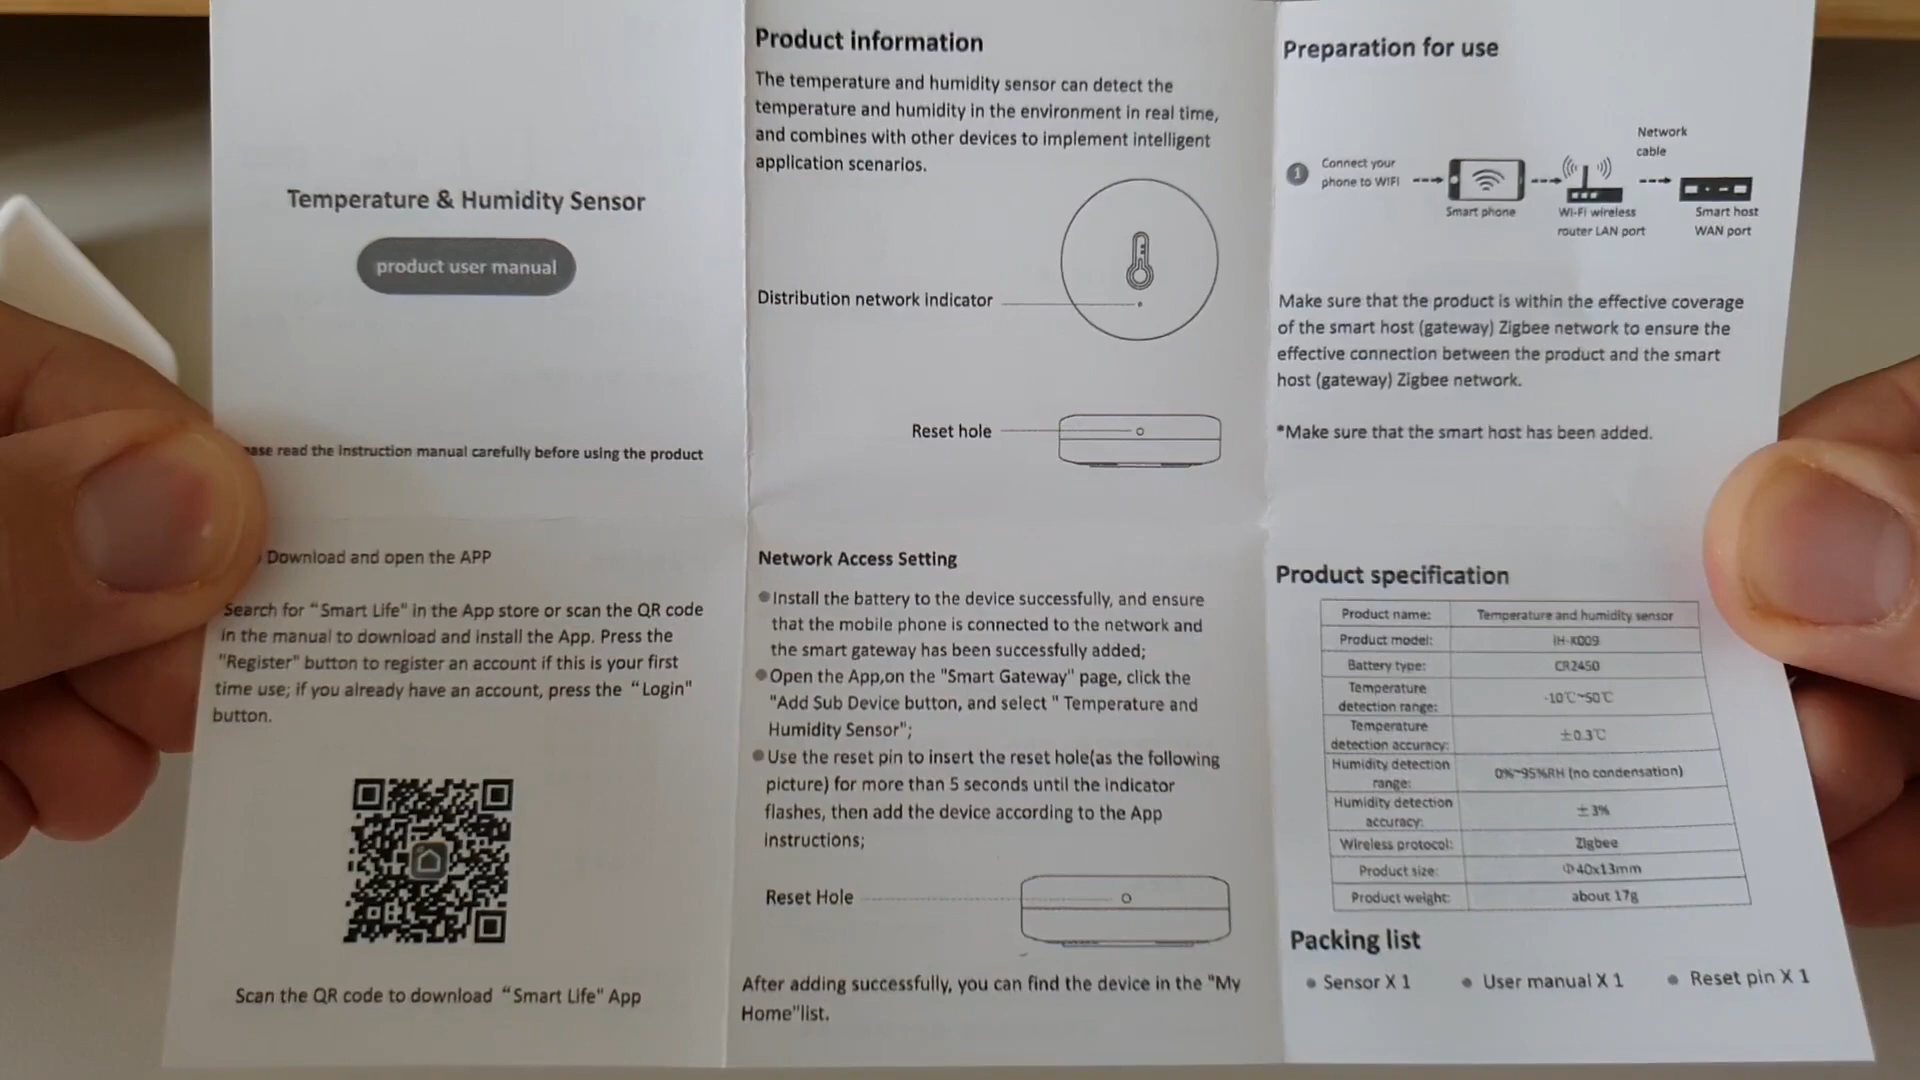 Temperature & Humidity Sensor
product user manual
read the Instruction manual carefully before using the product
Download and open the APP
Search for “Smart Life" in the App store or scan the QR code
in the manual to download and install the App. Press the
"Register" button to register an account if this is your first
time use; if you already have an account, press the “Login"
button.
Scan the QR code to download “Smart Life" App
Product information
The temperature and humidity sensor can detect the
temperature and humidity in the environment in real time,
and combines with other devices to implement intelligent
application scenarios.
Distribution network indicator
Reset hole
Network Access Setting
●Install the battery to the device successfully, and ensure
that the mobile phone is connected to the network and
the smart gateway has been successfully added;
●Open the App,on the "Smart Gateway" page, click the
"Add Sub Device button, and select " Temperature and
Humidity Sensor";
●Use the reset pin to insert the reset hole(as the following
picture) for more than 5 seconds until the indicator
flashes, then add the device according to the App
instructions;
Reset Hole
After adding successfully, you can find the device in the "My
Home"list.
Preparation for use
1
Connect your
phone to WIFI
Smart phone
Wi-Fi wireless
router LAN port
Network
cable
Smart host
WAN port
Make sure that the product is within the effective coverage
of the smart host (gateway) Zigbee network to ensure the
effective connection between the product and the smart
host (gateway) Zigbee network.
*Make sure that the smart host has been added.
Product specification
Product name: Temperature and humidity sensor
Product model: IH-K009
Battery type: CR2450
Temperature
detection range: -10℃~50℃
Temperature
detection accuracy: ±0.3℃
Humidity detection
range: 0%~95%RH (no condensation)
Humidity detection
accuracy: ±3%
Wireless protocol: Zigbee
Product size: Φ40x13mm
Product weight: about 17g
Packing list
● Sensor X 1 ● User manual X 1 ● Reset pin X 1